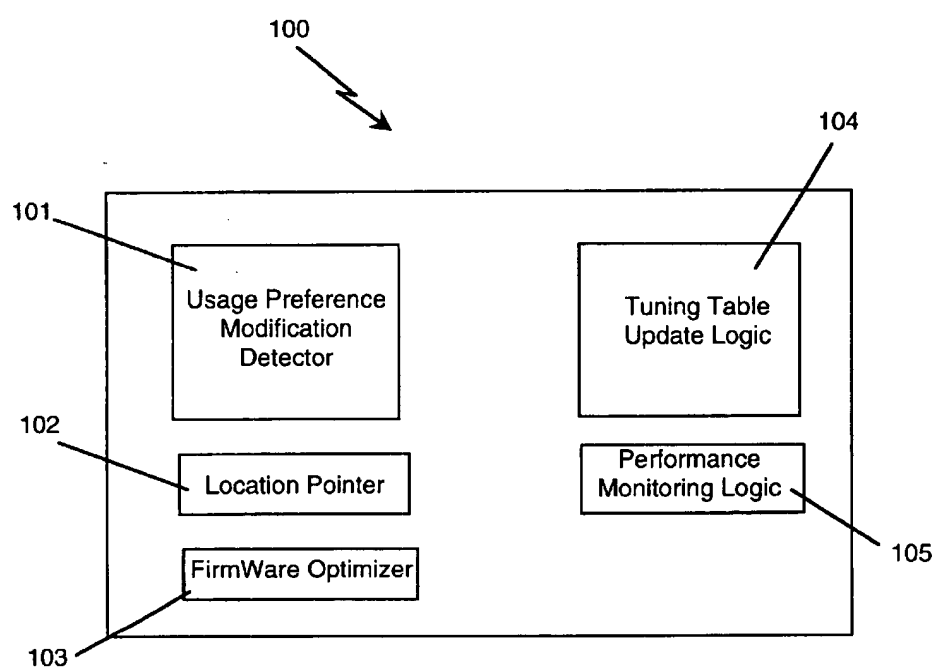 100
104
101
Usage Preference
Modification
Detector
Tuning Table
Update Logic
102
Location Pointer
Performance
Monitoring Logic
105
FirmWare Optimizer
103